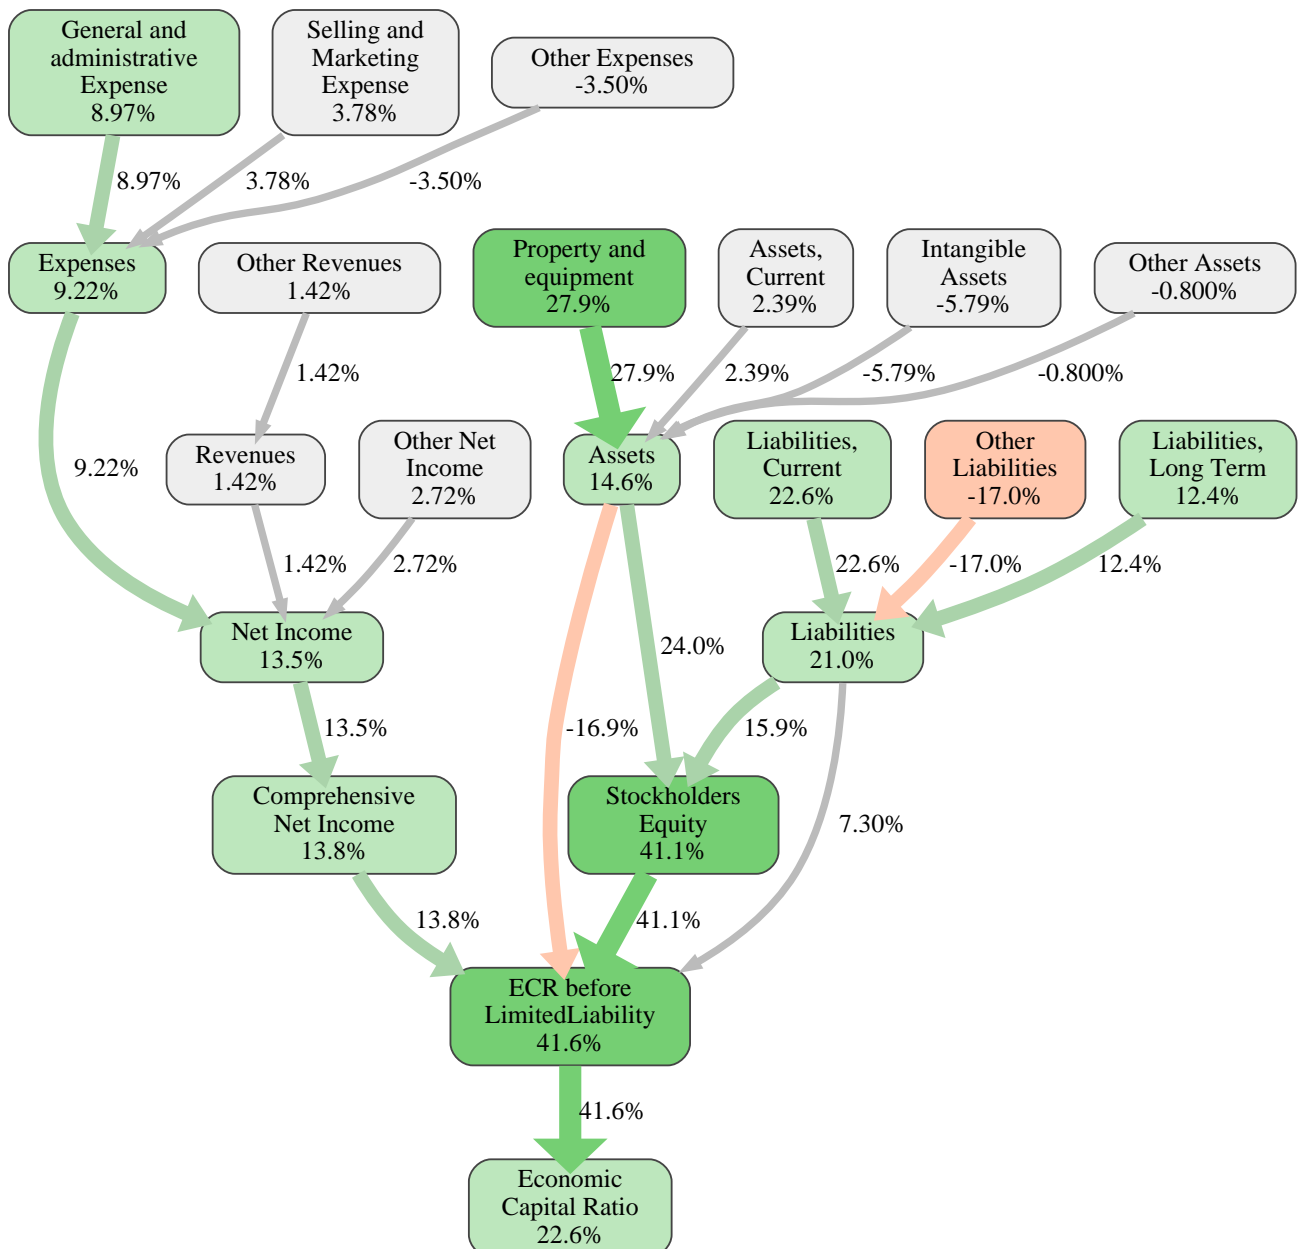 General and
administrative
Expense
8.97%
Selling and
Marketing
Expense
3.78%
Other Expenses
-3.50%
8.97%
3.78%
-3.50%
Expenses
9.22%
Other Revenues
1.42%
Property and
equipment
27.9%
Assets,
Current
2.39%
Intangible
Assets
-5.79%
Other Assets
-0.800%
1.42%
27.9%
2.39%
-5.79%
-0.800%
9.22%
Revenues
1.42%
Other Net
Income
2.72%
Assets
14.6%
Liabilities,
Current
22.6%
Other
Liabilities
-17.0%
Liabilities,
Long Term
12.4%
1.42%
2.72%
22.6%
-17.0%
12.4%
Net Income
13.5%
24.0%
Liabilities
21.0%
13.5%
-16.9%
15.9%
Comprehensive
Net Income
13.8%
Stockholders
Equity
41.1%
7.30%
13.8%
41.1%
ECR before
LimitedLiability
41.6%
41.6%
Economic
Capital Ratio
22.6%